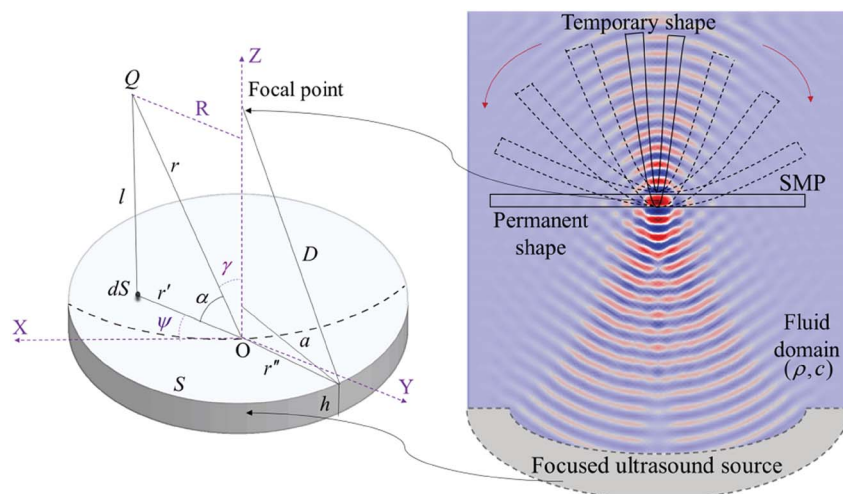 Q
Z
Focal point
R
r
l
γ
D
dS
r′
α
ψ
X
O
a
r″
Y
S
h
Temporary shape
SMP
Permanent
shape
Fluid
domain
(ρ,c)
Focused ultrasound source